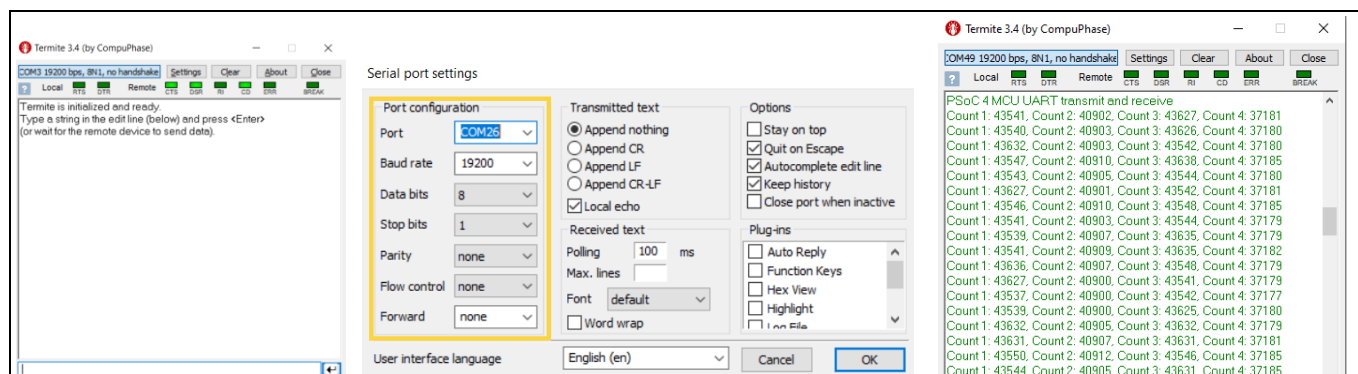 Termite 3.4 (by CompuPhase)
COM3 19200 bps, 8N1, no handshake Settings Clear About Close
Local RTS DTR Remote CTS DSR RI CD ERR BREAK
Termite is initialized and ready.
Type a string in the edit line (below) and press <Enter>
(or wait for the remote device to send data).
Serial port settings
Port configuration
Port COM26
Baud rate 19200
Data bits 8
Stop bits 1
Parity none
Flow control none
Forward none
Transmitted text
Append nothing
Append CR
Append LF
Append CR-LF
Local echo
Received text
Polling 100 ms
Max. lines
Font default
Word wrap
Options
Stay on top
Quit on Escape
Autocomplete edit line
Keep history
Close port when inactive
Plug-ins
Auto Reply
Function Keys
Hex View
Highlight
Log File
User interface language English (en) Cancel OK
Termite 3.4 (by CompuPhase)
COM49 19200 bps, 8N1, no handshake Settings Clear About Close
Local RTS DTR Remote CTS DSR RI CD ERR BREAK
PSoC 4 MCU UART transmit and receive
Count 1: 43541, Count 2: 40902, Count 3: 43627, Count 4: 37181
Count 1: 43540, Count 2: 40903, Count 3: 43626, Count 4: 37180
Count 1: 43632, Count 2: 40903, Count 3: 43542, Count 4: 37180
Count 1: 43547, Count 2: 40910, Count 3: 43638, Count 4: 37185
Count 1: 43543, Count 2: 40905, Count 3: 43544, Count 4: 37180
Count 1: 43627, Count 2: 40901, Count 3: 43542, Count 4: 37181
Count 1: 43546, Count 2: 40910, Count 3: 43548, Count 4: 37185
Count 1: 43541, Count 2: 40903, Count 3: 43544, Count 4: 37179
Count 1: 43539, Count 2: 40907, Count 3: 43635, Count 4: 37179
Count 1: 43541, Count 2: 40909, Count 3: 43635, Count 4: 37182
Count 1: 43636, Count 2: 40907, Count 3: 43548, Count 4: 37179
Count 1: 43627, Count 2: 40900, Count 3: 43541, Count 4: 37179
Count 1: 43537, Count 2: 40900, Count 3: 43542, Count 4: 37177
Count 1: 43539, Count 2: 40900, Count 3: 43625, Count 4: 37180
Count 1: 43632, Count 2: 40905, Count 3: 43632, Count 4: 37179
Count 1: 43631, Count 2: 40907, Count 3: 43631, Count 4: 37181
Count 1: 43550, Count 2: 40912, Count 3: 43546, Count 4: 37185
Count 1: 43544, Count 2: 40905, Count 3: 43631, Count 4: 37185